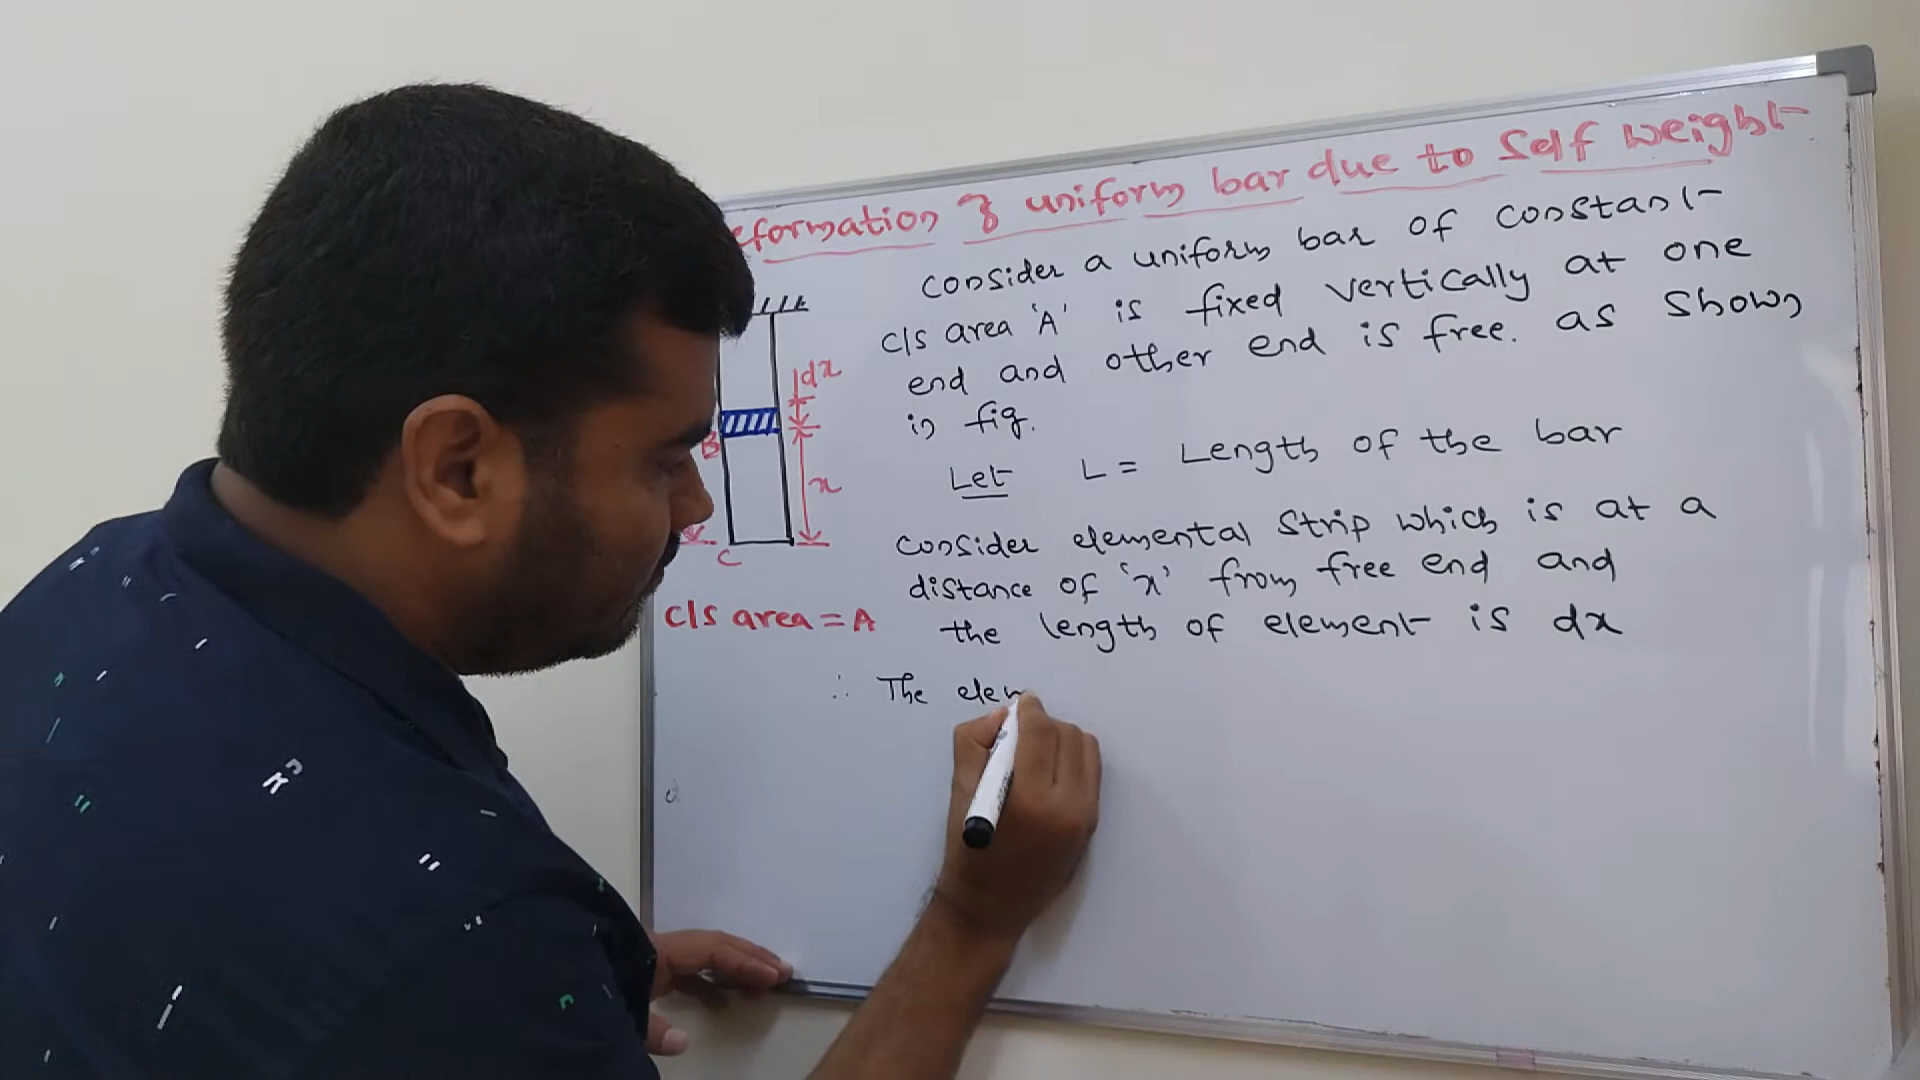 eformation of uniform bar due to Self weight
Consider a uniform bar of constant
c/s area 'A' is fixed vertically at one
end and other end is free. as shown
in fig.
Let L = Length of the bar
Consider elemental strip which is at a
distance of 'x' from free end and
the length of element is dx
∴ The elem
dx
B
x
C
c/s area = A